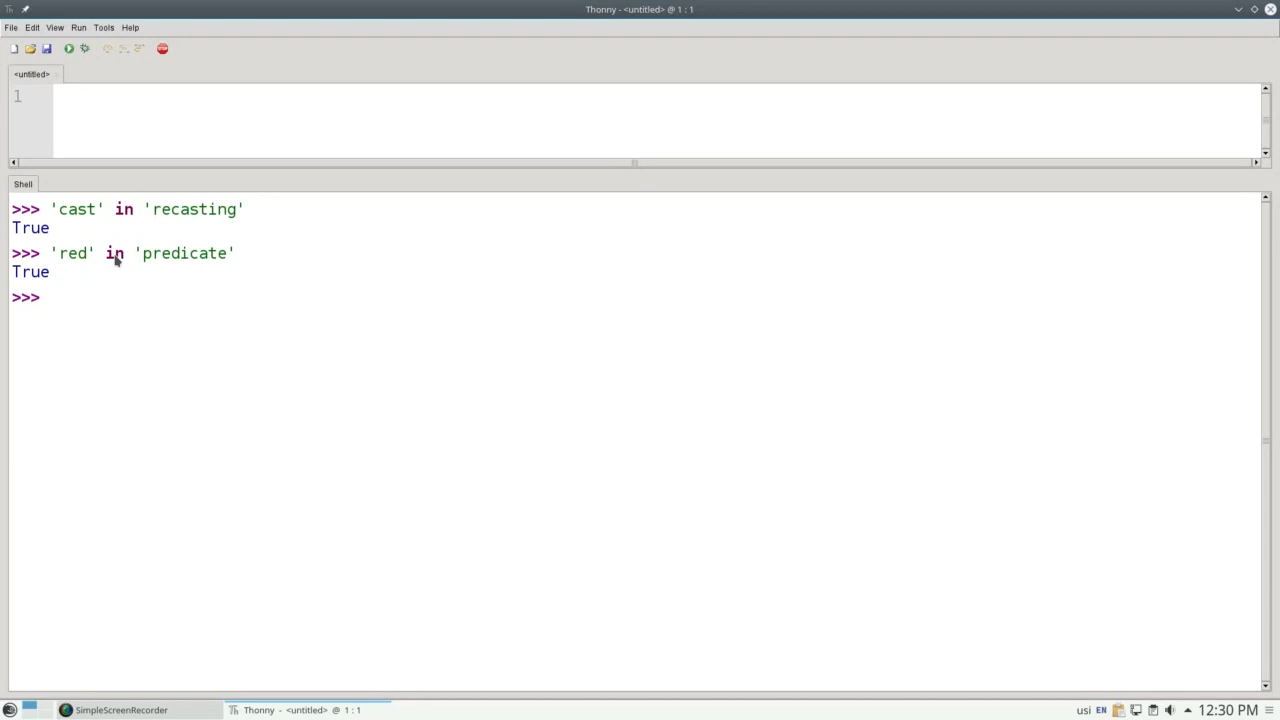 Thonny - <untitled> @ 1 : 1
File Edit View Run Tools Help
<untitled>
1
Shell
>>> 'cast' in 'recasting'
True
>>> 'red' in 'predicate'
True
>>>
SimpleScreenRecorder Thonny - <untitled> @ 1 : 1 usi EN 12:30 PM